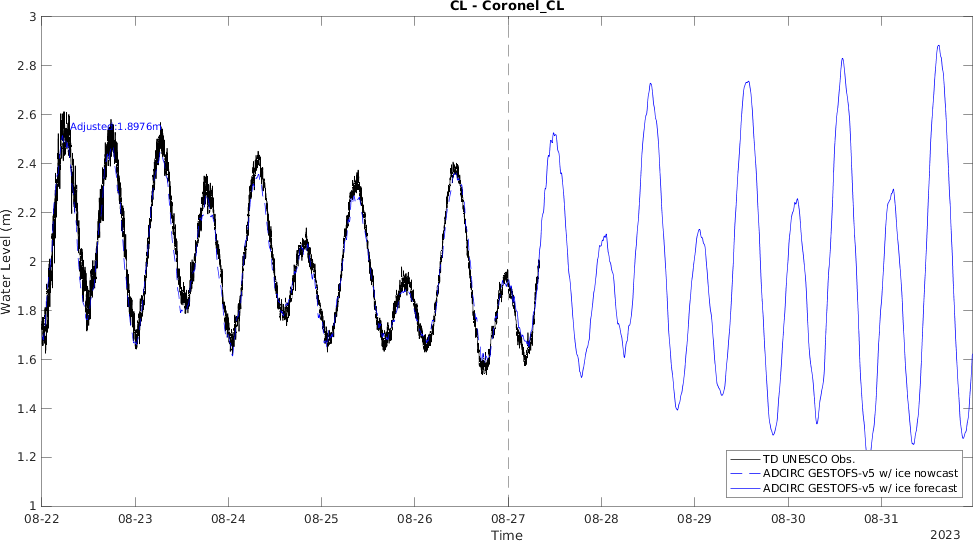 CL - Coronel_CL
3
2.8
2.6
2.4
2.2
2
1.8
1.6
1.4
1.2
1
Water Level (m)
Adjusted:1.8976m
08-22 08-23 08-24 08-25 08-26 08-27 08-28 08-29 08-30 08-31
Time
2023
TD UNESCO Obs.
ADCIRC GESTOFS-v5 w/ ice nowcast
ADCIRC GESTOFS-v5 w/ ice forecast